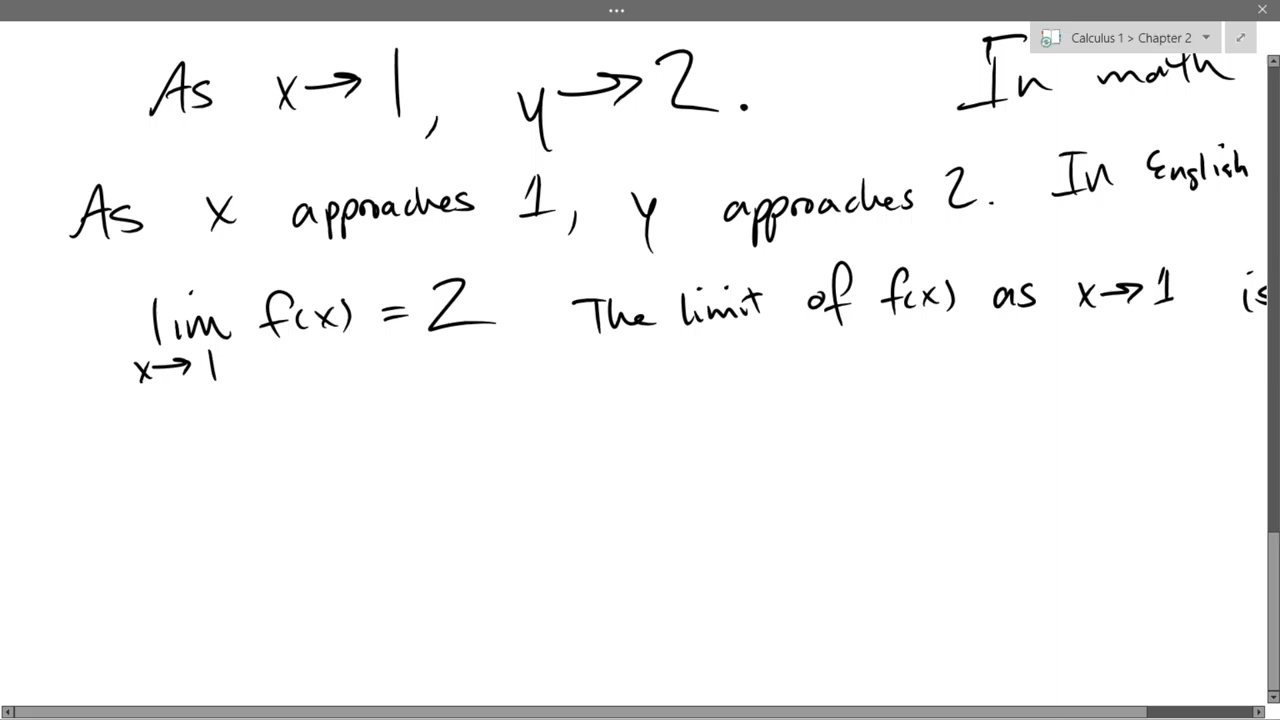 Calculus 1 > Chapter 2
As x→1, y→2. In math
As x approaches 1, y approaches 2. In English
lim f(x) = 2 The limit of f(x) as x→1 is
x→1